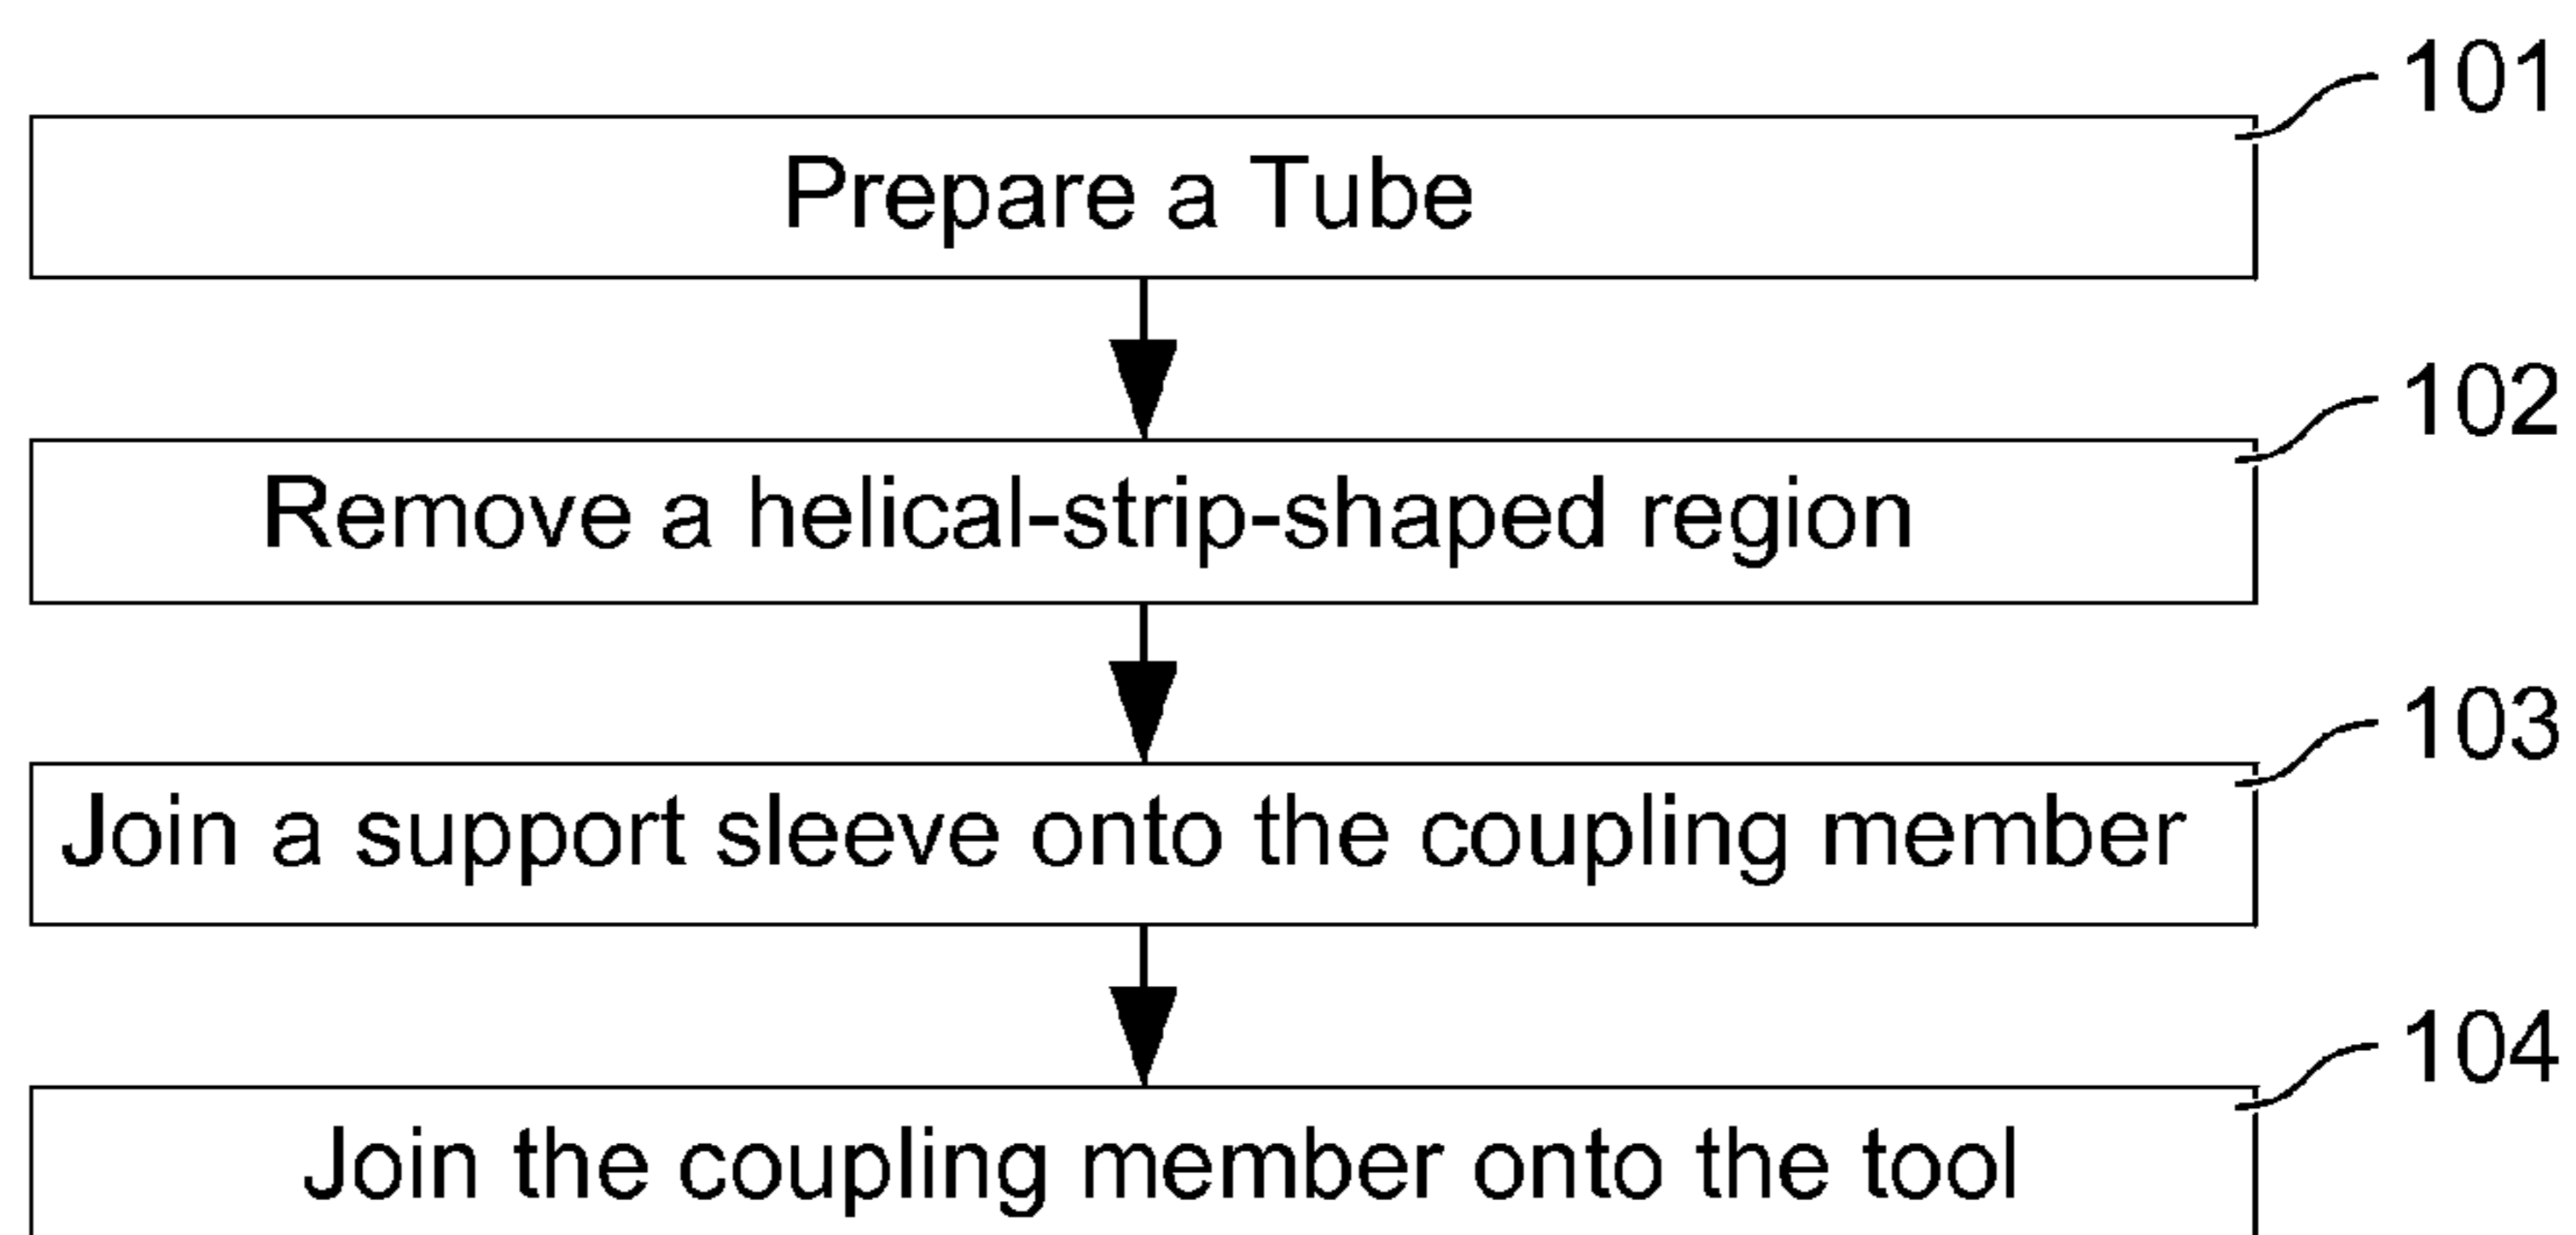 101
Prepare a Tube
102
Remove a helical-strip-shaped region
103
Join a support sleeve onto the coupling member
104
Join the coupling member onto the tool